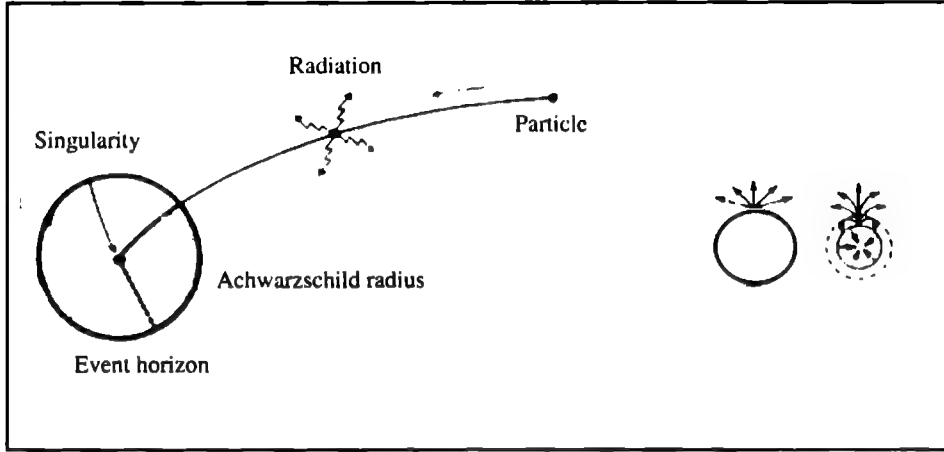 Radiation
Particle
Singularity
Achwarzschild radius
Event horizon